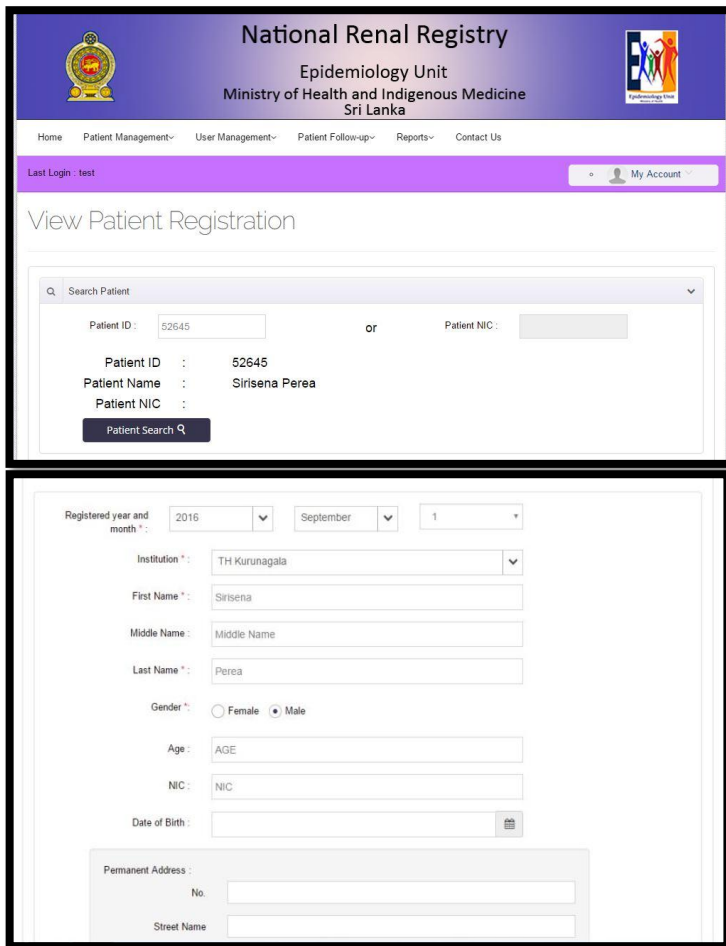 National Renal Registry
Epidemiology Unit
Ministry of Health and Indigenous Medicine
Sri Lanka
Epidemiology Unit
Home Patient Management User Management Patient Follow-up Reports Contact Us
Last Login : test My Account
View Patient Registration
Search Patient
Patient ID : 52645 or Patient NIC :
Patient ID : 52645
Patient Name : Sirisena Perea
Patient NIC :
Patient Search
Registered year and month * : 2016 September 1
Institution * : TH Kurunagala
First Name * : Sirisena
Middle Name : Middle Name
Last Name * : Perea
Gender *: Female Male
Age : AGE
NIC : NIC
Date of Birth :
Permanent Address :
No.
Street Name